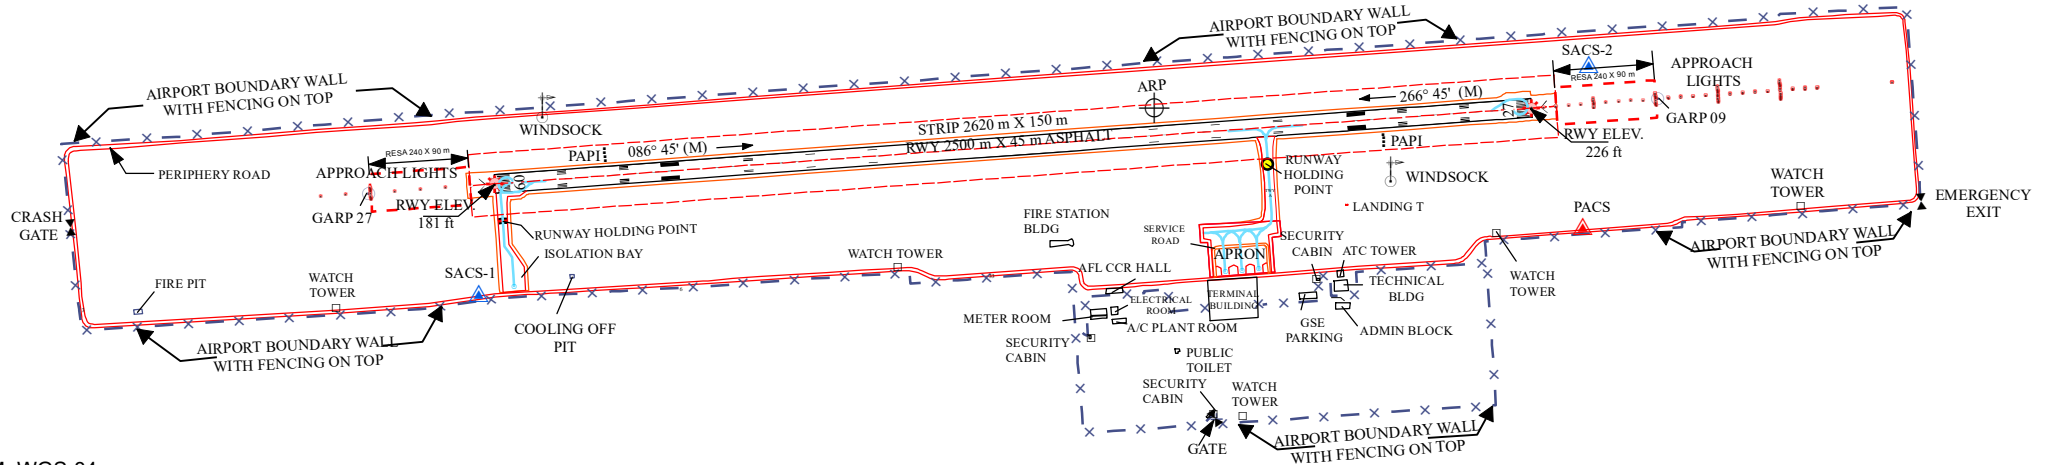 AIRPORT BOUNDARY WALL
WITH FENCING ON TOP
SACS-2
RESA 240 X 90 m
APPROACH
LIGHTS
AIRPORT BOUNDARY WALL
WITH FENCING ON TOP
ARP
266° 45' (M)
27
GARP 09
WINDSOCK
STRIP 2620 m X 150 m
RWY 2500 m X 45 m ASPHALT
RWY ELEV.
226 ft
PAPI
PAPI
086° 45' (M)
RESA 240 X 90 m
PERIPHERY ROAD
APPROACH LIGHTS
09
RUNWAY
HOLDING
POINT
WINDSOCK
WATCH
TOWER
EMERGENCY
EXIT
CRASH
GATE
GARP 27
RWY ELEV.
181 ft
LANDING T
PACS
FIRE STATION
BLDG
RUNWAY HOLDING POINT
SERVICE
ROAD
SECURITY
CABIN
ATC TOWER
AIRPORT BOUNDARY WALL
WITH FENCING ON TOP
ISOLATION BAY
WATCH TOWER
APRON
SACS-1
AFL CCR HALL
FIRE PIT
WATCH
TOWER
TECHNICAL
BLDG
WATCH
TOWER
TERMINAL
BUILDING
ELECTRICAL
ROOM
METER ROOM
A/C PLANT ROOM
GSE
PARKING
ADMIN BLOCK
COOLING OFF
PIT
SECURITY
CABIN
AIRPORT BOUNDARY WALL
WITH FENCING ON TOP
PUBLIC
TOILET
SECURITY
CABIN
WATCH
TOWER
GATE
AIRPORT BOUNDARY WALL
WITH FENCING ON TOP